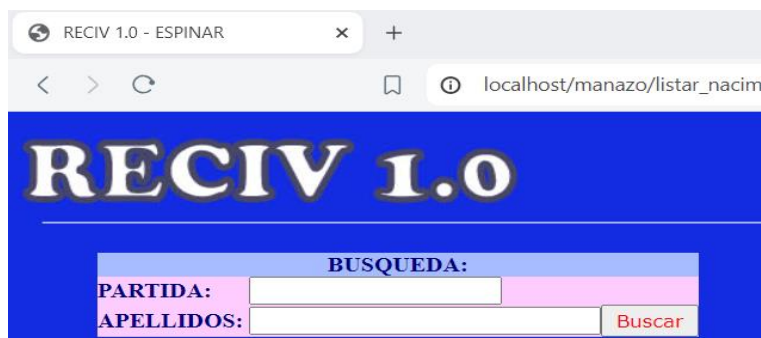 RECIV 1.0 - ESPINAR
localhost/manazo/listar_nacim
RECIV 1.0
BUSQUEDA:
PARTIDA:
APELLIDOS: Buscar